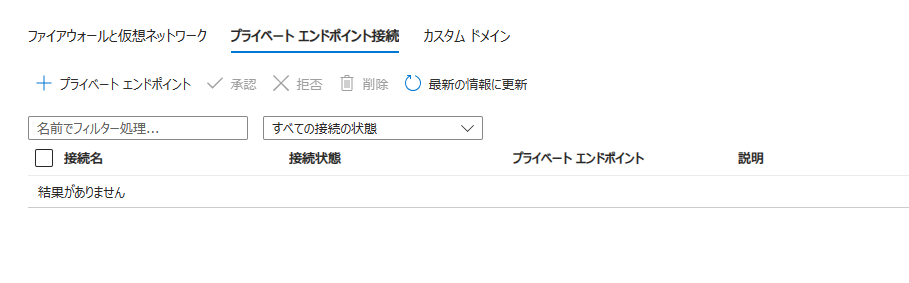 ファイアウォールと仮想ネットワーク プライベート エンドポイント接続 カスタム ドメイン
プライベート エンドポイント 承認 拒否 削除 最新の情報に更新
名前でフィルター処理... すべての接続の状態
接続名 接続状態 プライベート エンドポイント 説明
結果がありません